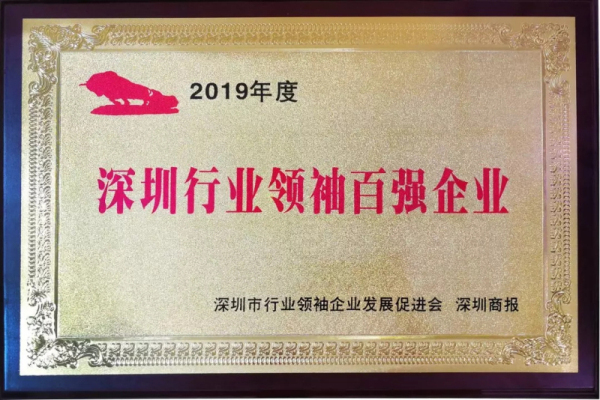 2019年度
深圳行业领袖百强企业
深圳市行业领袖企业发展促进会 深圳商报